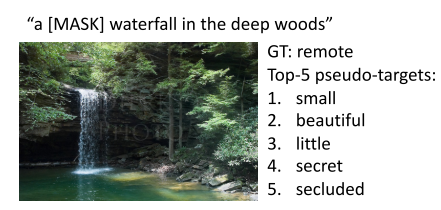 “a [MASK] waterfall in the deep woods”
GT: remote
Top-5 pseudo-targets:
1. small
2. beautiful
3. little
4. secret
5. secluded